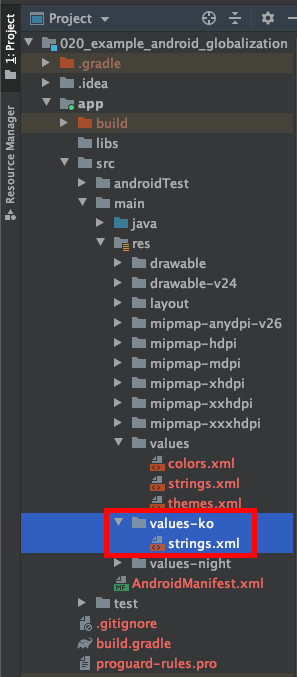 Project
1: Project
020_example_android_globalization
.gradle
.idea
app
build
libs
Resource Manager
src
androidTest
main
java
res
drawable
drawable-v24
layout
mipmap-anydpi-v26
mipmap-hdpi
mipmap-mdpi
mipmap-xhdpi
mipmap-xxhdpi
mipmap-xxxhdpi
values
colors.xml
strings.xml
themes.xml
values-ko
strings.xml
values-night
MF AndroidManifest.xml
test
.gitignore
build.gradle
proguard-rules.pro